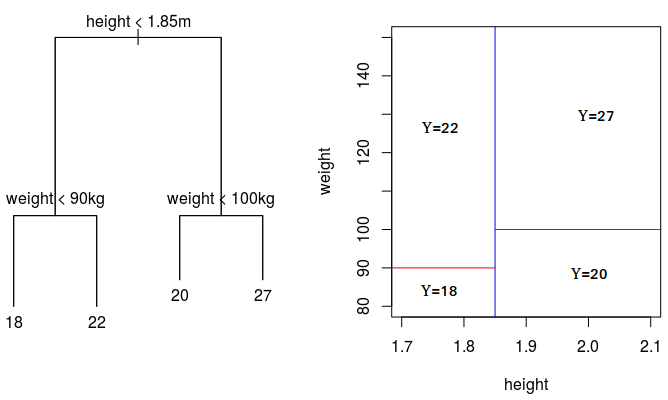 height < 1.85m
weight < 90kg
weight < 100kg
18
22
20
27
weight
140
120
100
90
80
Y=22
Y=27
Y=18
Y=20
1.7
1.8
1.9
2.0
2.1
height